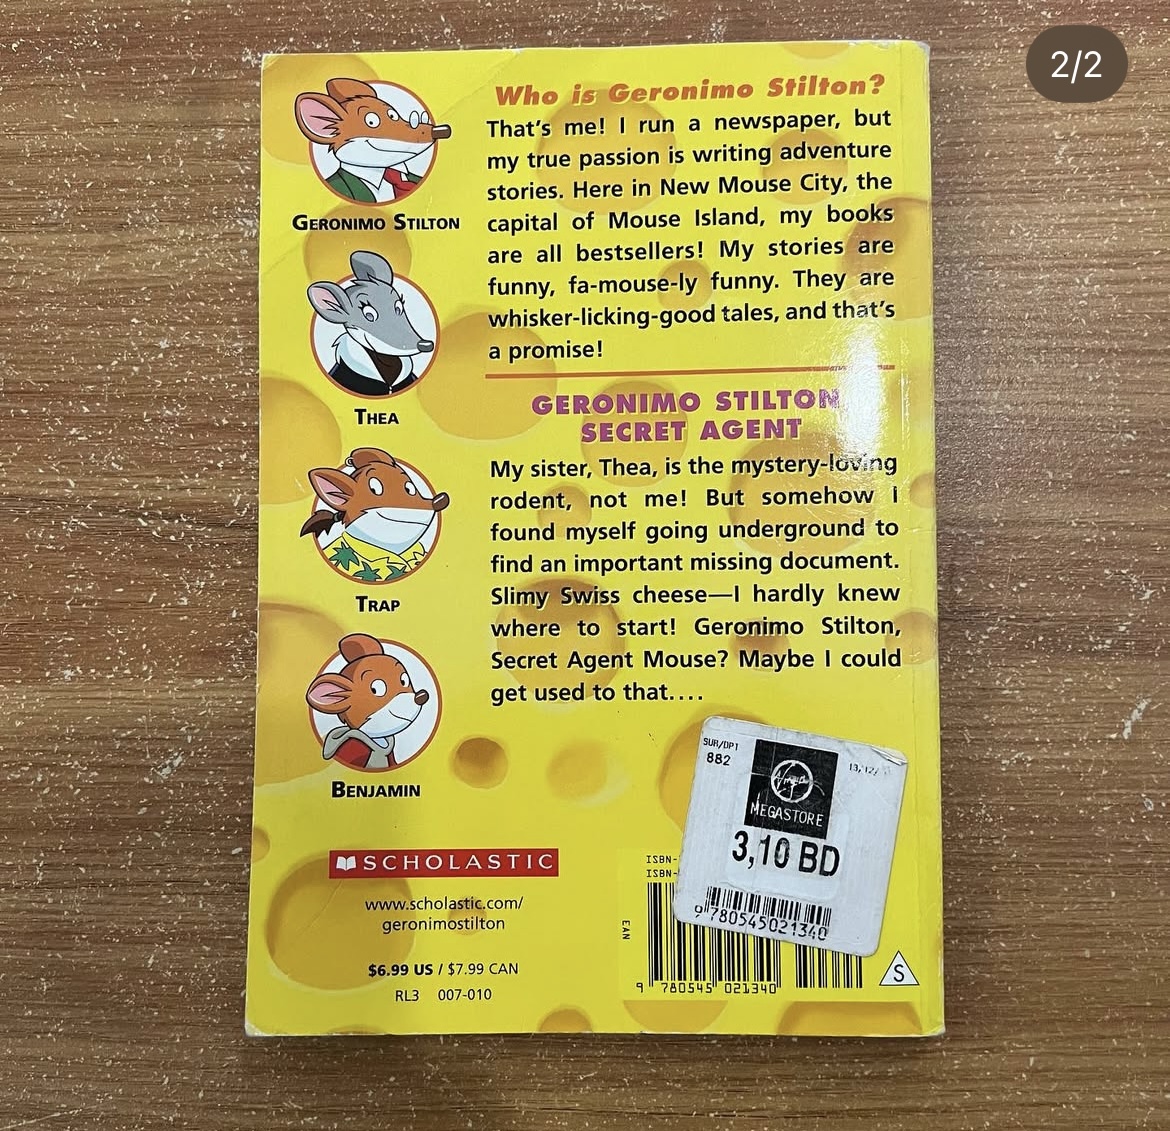 2/2
Who is Geronimo Stilton?
That's me! I run a newspaper, but
my true passion is writing adventure
stories. Here in New Mouse City, the
capital of Mouse Island, my books
are all bestsellers! My stories are
funny, fa-mouse-ly funny. They are
whisker-licking-good tales, and that's
a promise!
GERONIMO STILTON
SECRET AGENT
My sister, Thea, is the mystery-loving
rodent, not me! But somehow I
found myself going underground to
find an important missing document.
Slimy Swiss cheese—I hardly knew
where to start! Geronimo Stilton,
Secret Agent Mouse? Maybe I could
get used to that....
GERONIMO STILTON
THEA
TRAP
BENJAMIN
SCHOLASTIC
www.scholastic.com/
geronimostilton
$6.99 US / $7.99 CAN
RL3 007-010
SUR/DPT
882
MEGASTORE
3,10 BD
9 780545 021340
ISBN-
ISBN-
EAN
9 780545 021340
S